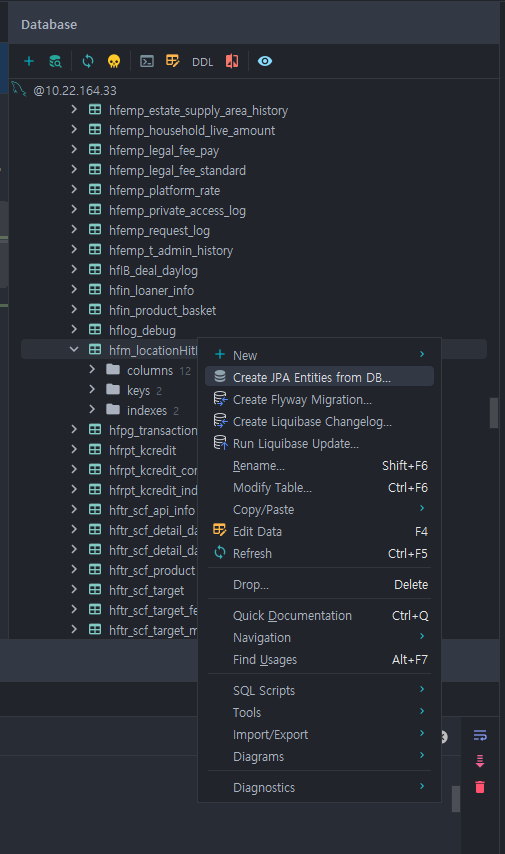 Database
DDL
@10.22.164.33
hfemp_estate_supply_area_history
hfemp_household_live_amount
hfemp_legal_fee_pay
hfemp_legal_fee_standard
hfemp_platform_rate
hfemp_private_access_log
hfemp_request_log
hfemp_t_admin_history
hfIB_deal_daylog
hfin_loaner_info
hfin_product_basket
hflog_debug
hfm_locationHit
columns 12
keys 2
indexes 2
hfpg_transaction
hfrpt_kcredit
hfrpt_kcredit_cor
hfrpt_kcredit_ind
hftr_scf_api_info
hftr_scf_detail_da
hftr_scf_detail_da
hftr_scf_product
hftr_scf_target
hftr_scf_target_fe
hftr_scf_target_m
New
Create JPA Entities from DB...
Create Flyway Migration...
Create Liquibase Changelog...
Run Liquibase Update...
Rename... Shift+F6
Modify Table... Ctrl+F6
Copy/Paste
Edit Data F4
Refresh Ctrl+F5
Drop... Delete
Quick Documentation Ctrl+Q
Navigation
Find Usages Alt+F7
SQL Scripts
Tools
Import/Export
Diagrams
Diagnostics